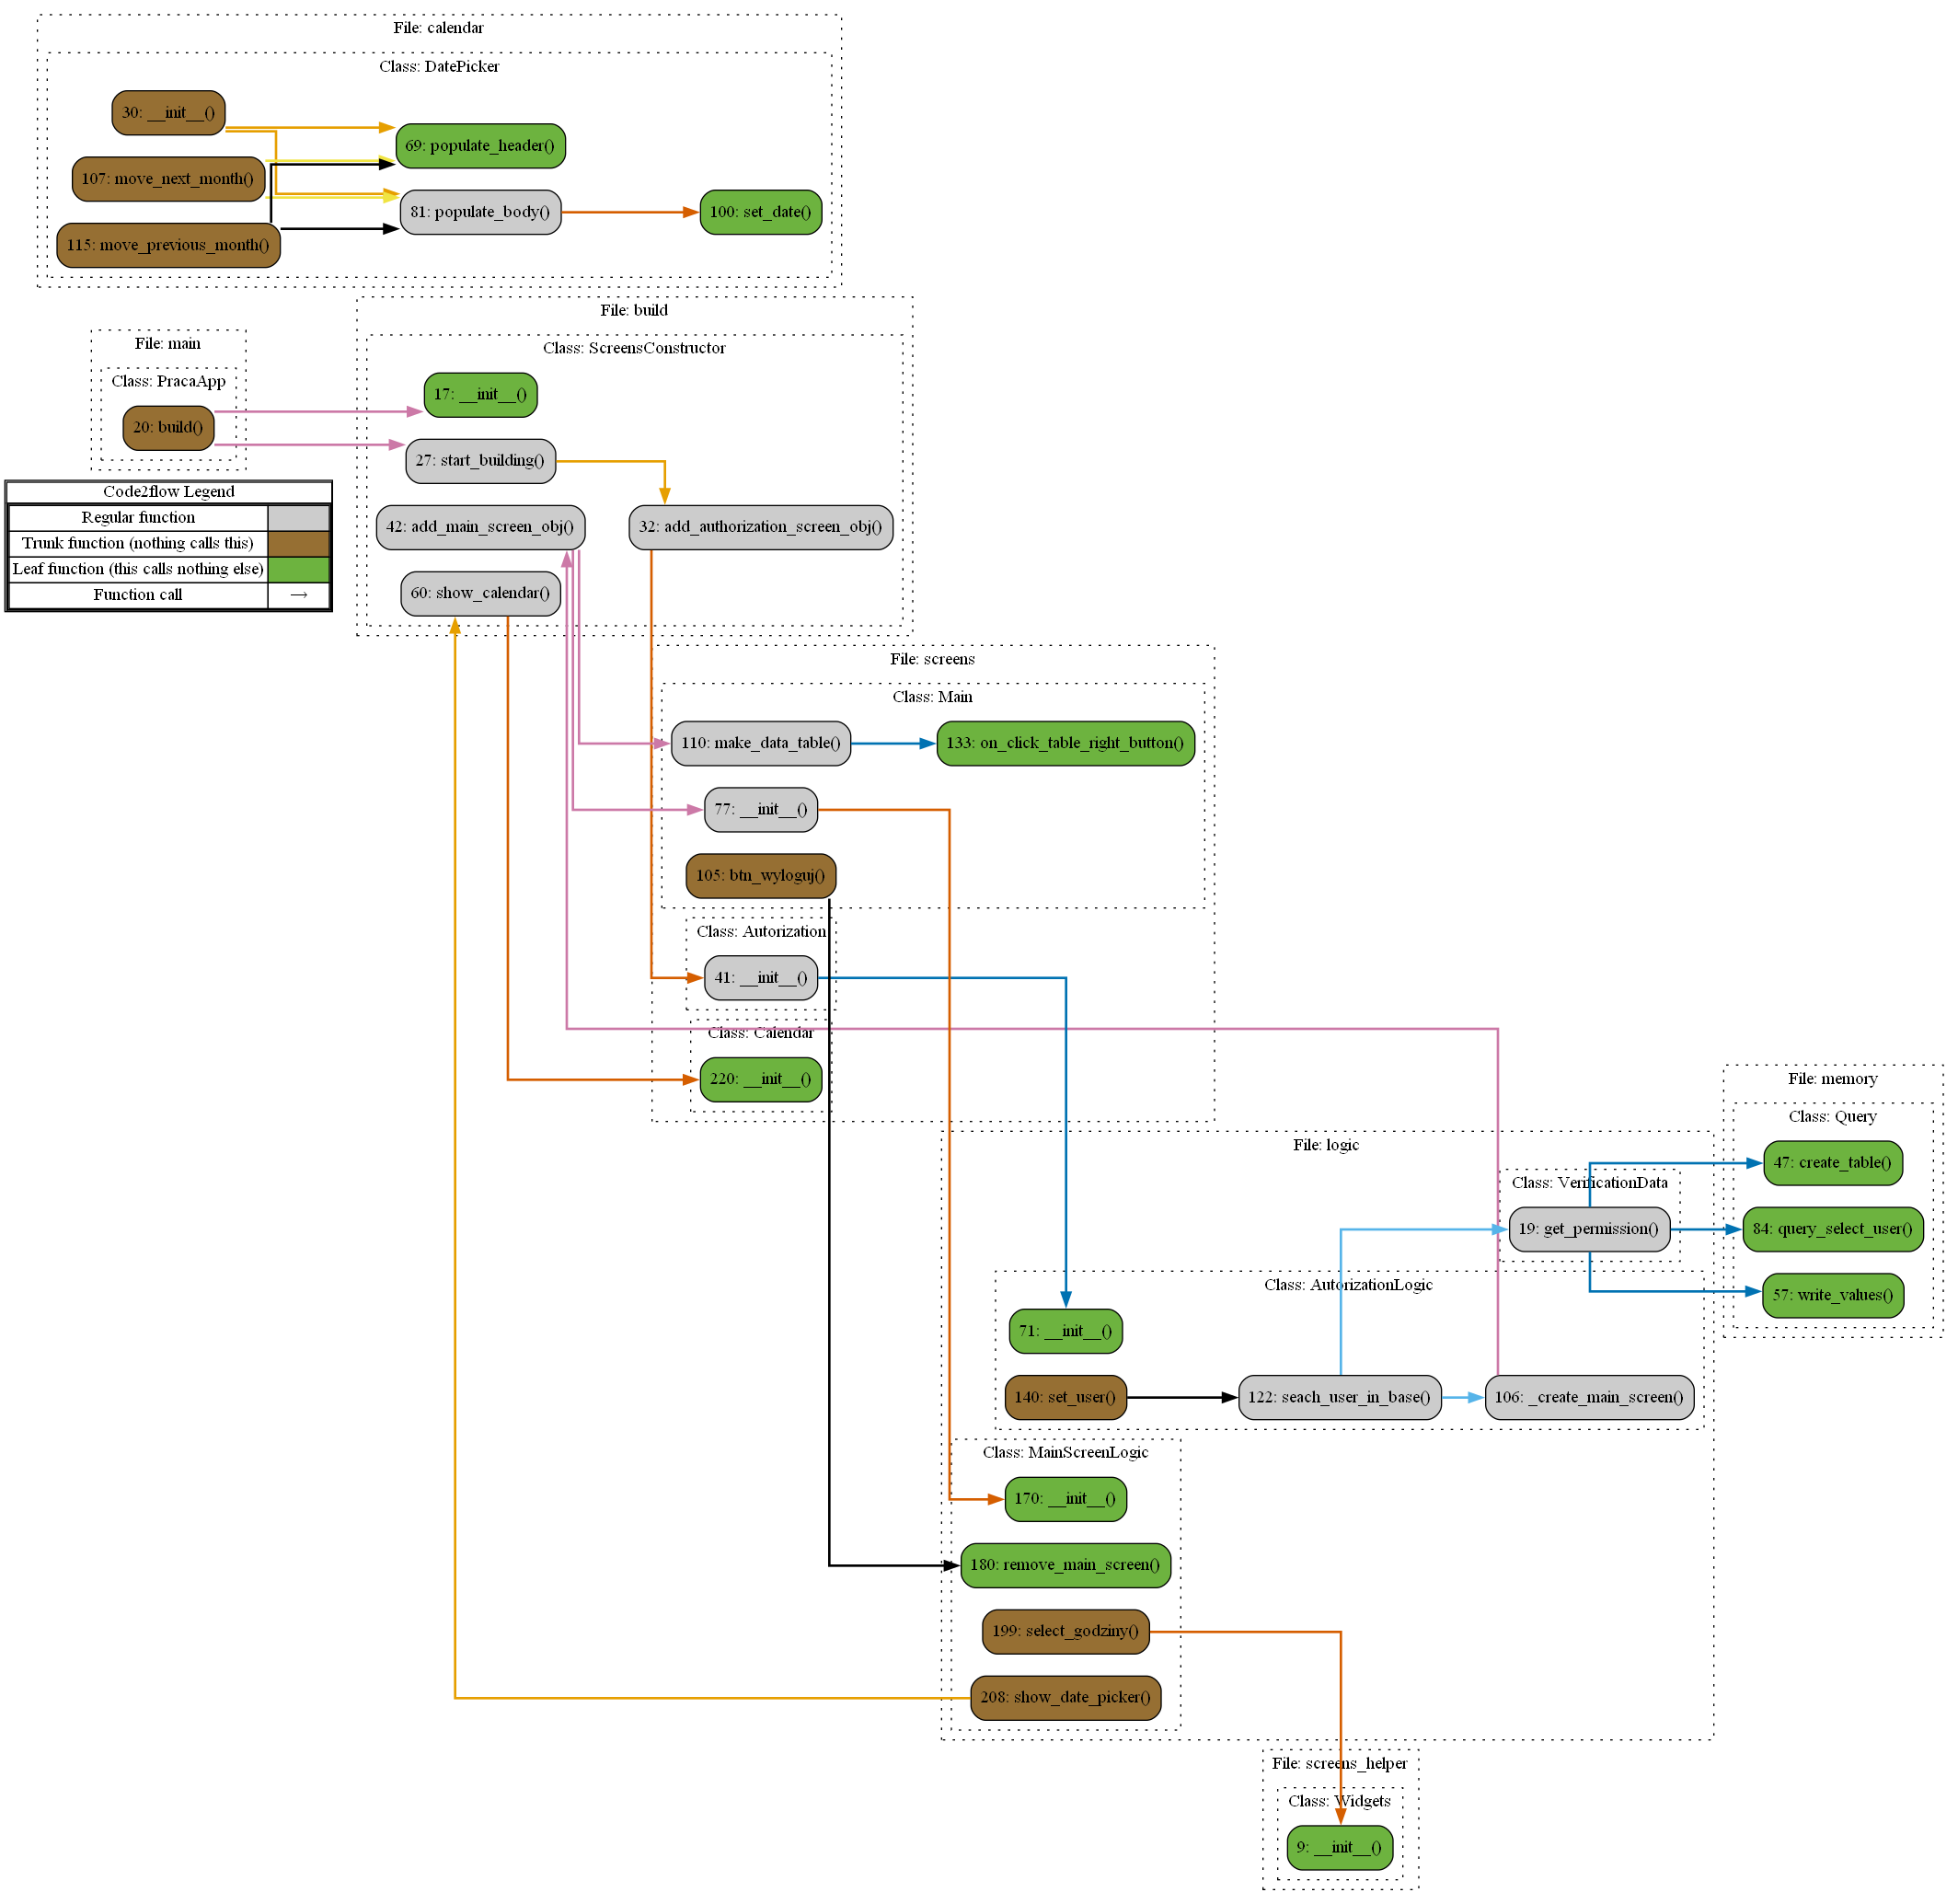 File: calendar
Class: DatePicker
30: __init__()
69: populate_header()
107: move_next_month()
81: populate_body()
100: set_date()
115: move_previous_month()
File: build
Class: ScreensConstructor
17: __init__()
27: start_building()
42: add_main_screen_obj()
32: add_authorization_screen_obj()
60: show_calendar()
File: main
Class: PracaApp
20: build()
Code2flow Legend
Regular function
Trunk function (nothing calls this)
Leaf function (this calls nothing else)
Function call →
File: screens
Class: Main
110: make_data_table()
133: on_click_table_right_button()
77: __init__()
105: btn_wyloguj()
Class: Autorization
41: __init__()
Class: Calendar
220: __init__()
File: memory
Class: Query
47: create_table()
84: query_select_user()
57: write_values()
File: logic
Class: VerificationData
19: get_permission()
Class: AutorizationLogic
71: __init__()
140: set_user()
122: seach_user_in_base()
106: _create_main_screen()
Class: MainScreenLogic
170: __init__()
180: remove_main_screen()
199: select_godziny()
208: show_date_picker()
File: screens_helper
Class: Widgets
9: __init__()